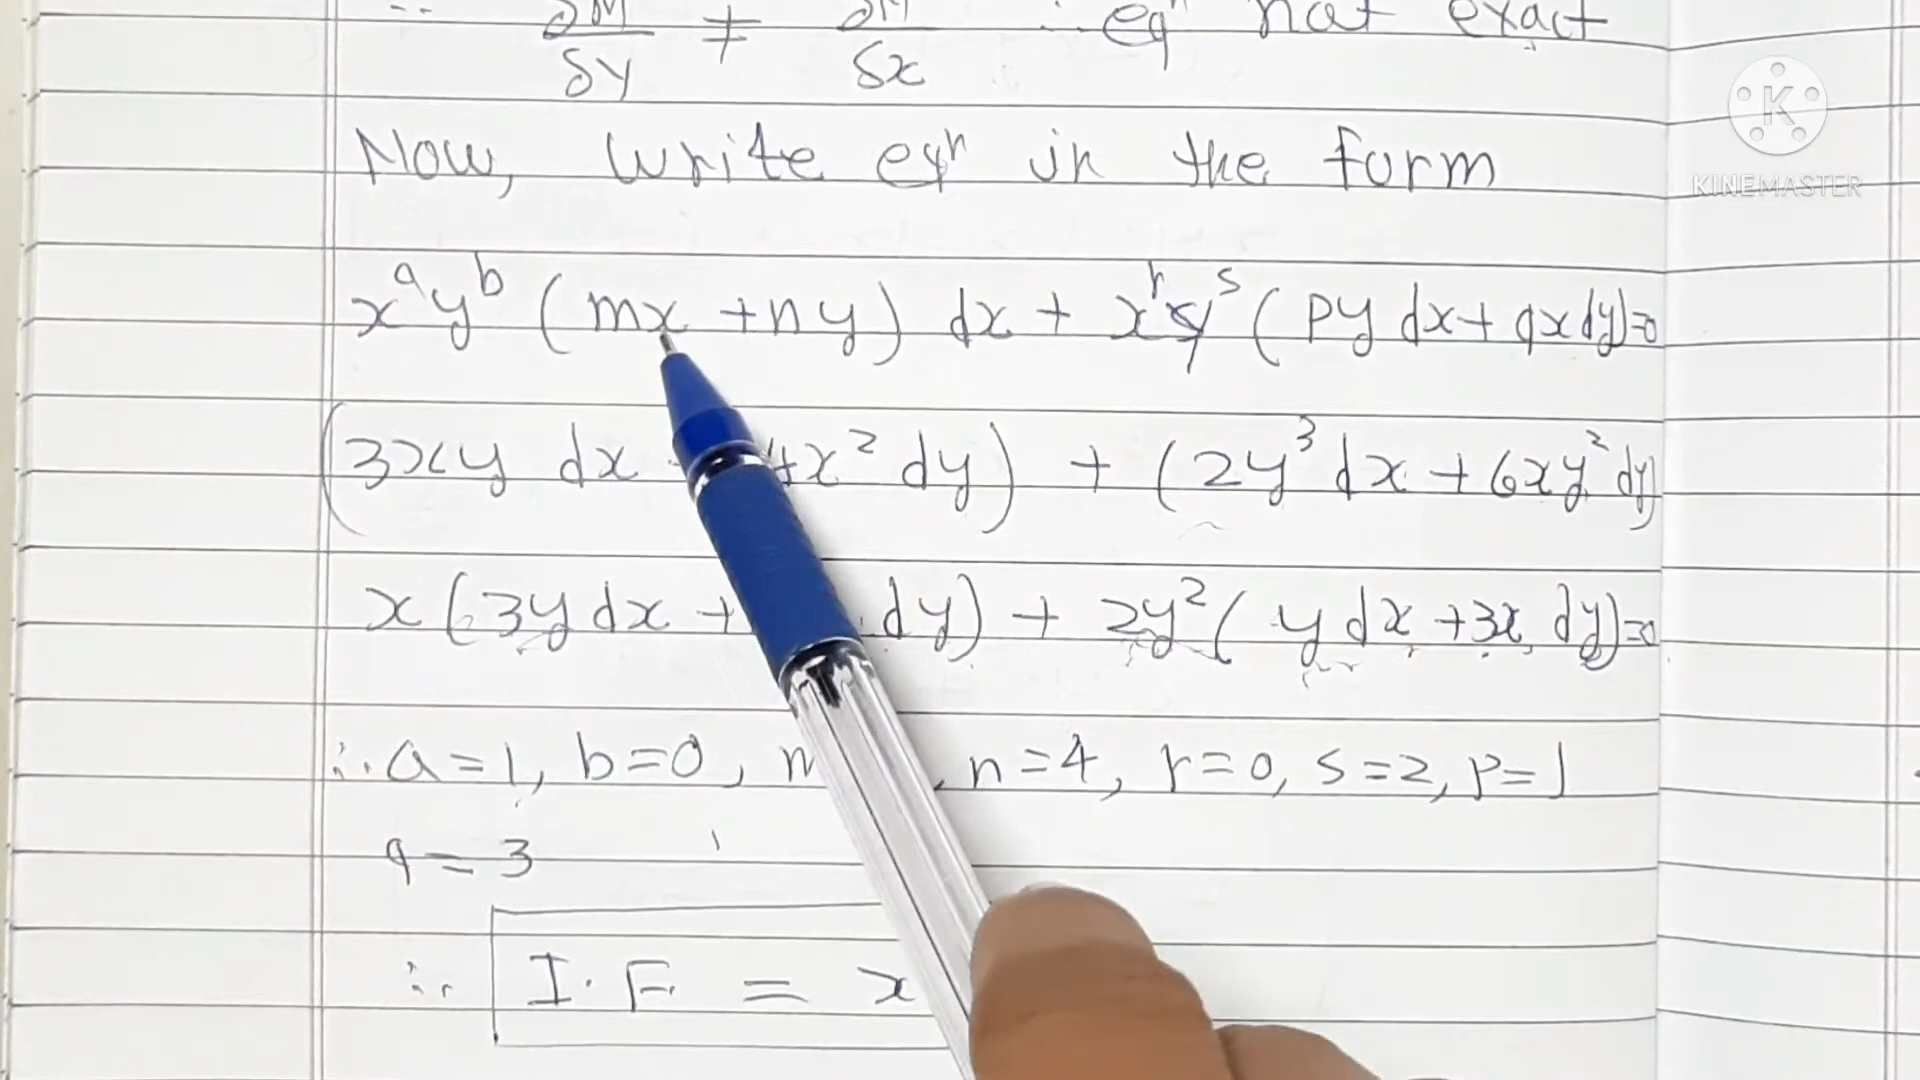 ∴ ∂M/δy ≠ ∂N/δx ∴ eqⁿ not exact
KINEMASTER
Now, Write eqⁿ in the form
xᵃyᵇ (mx + ny) dx + xʳyˢ (py dx + qx dy) = 0
(3xy dx 4x² dy) + (2y³ dx + 6xy² dy)
x(3y dx + dy) + 2y² (y dx + 3x dy) = 0
∴ a = 1, b = 0, m , n = 4, r = 0, s = 2, p = 1
q = 3
∴ I.F. = x